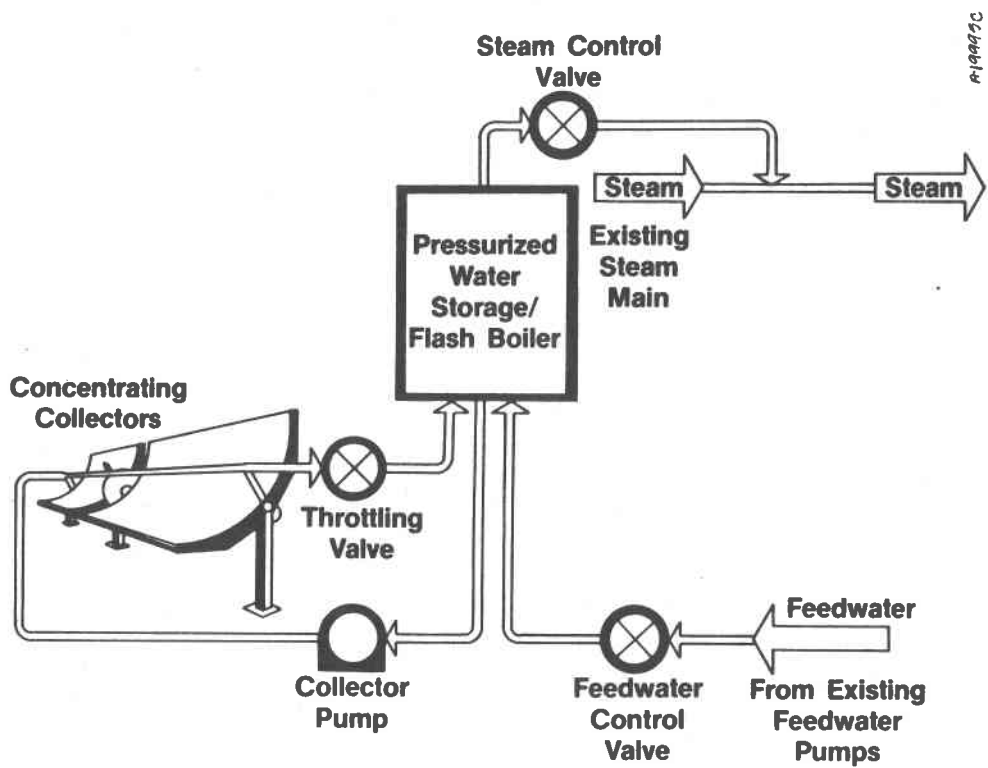 A-19997C
Steam Control
Valve
Steam
Steam
Existing
Steam
Main
Pressurized
Water
Storage/
Flash Boiler
Concentrating
Collectors
Throttling
Valve
Feedwater
Collector
Pump
Feedwater
Control
Valve
From Existing
Feedwater
Pumps